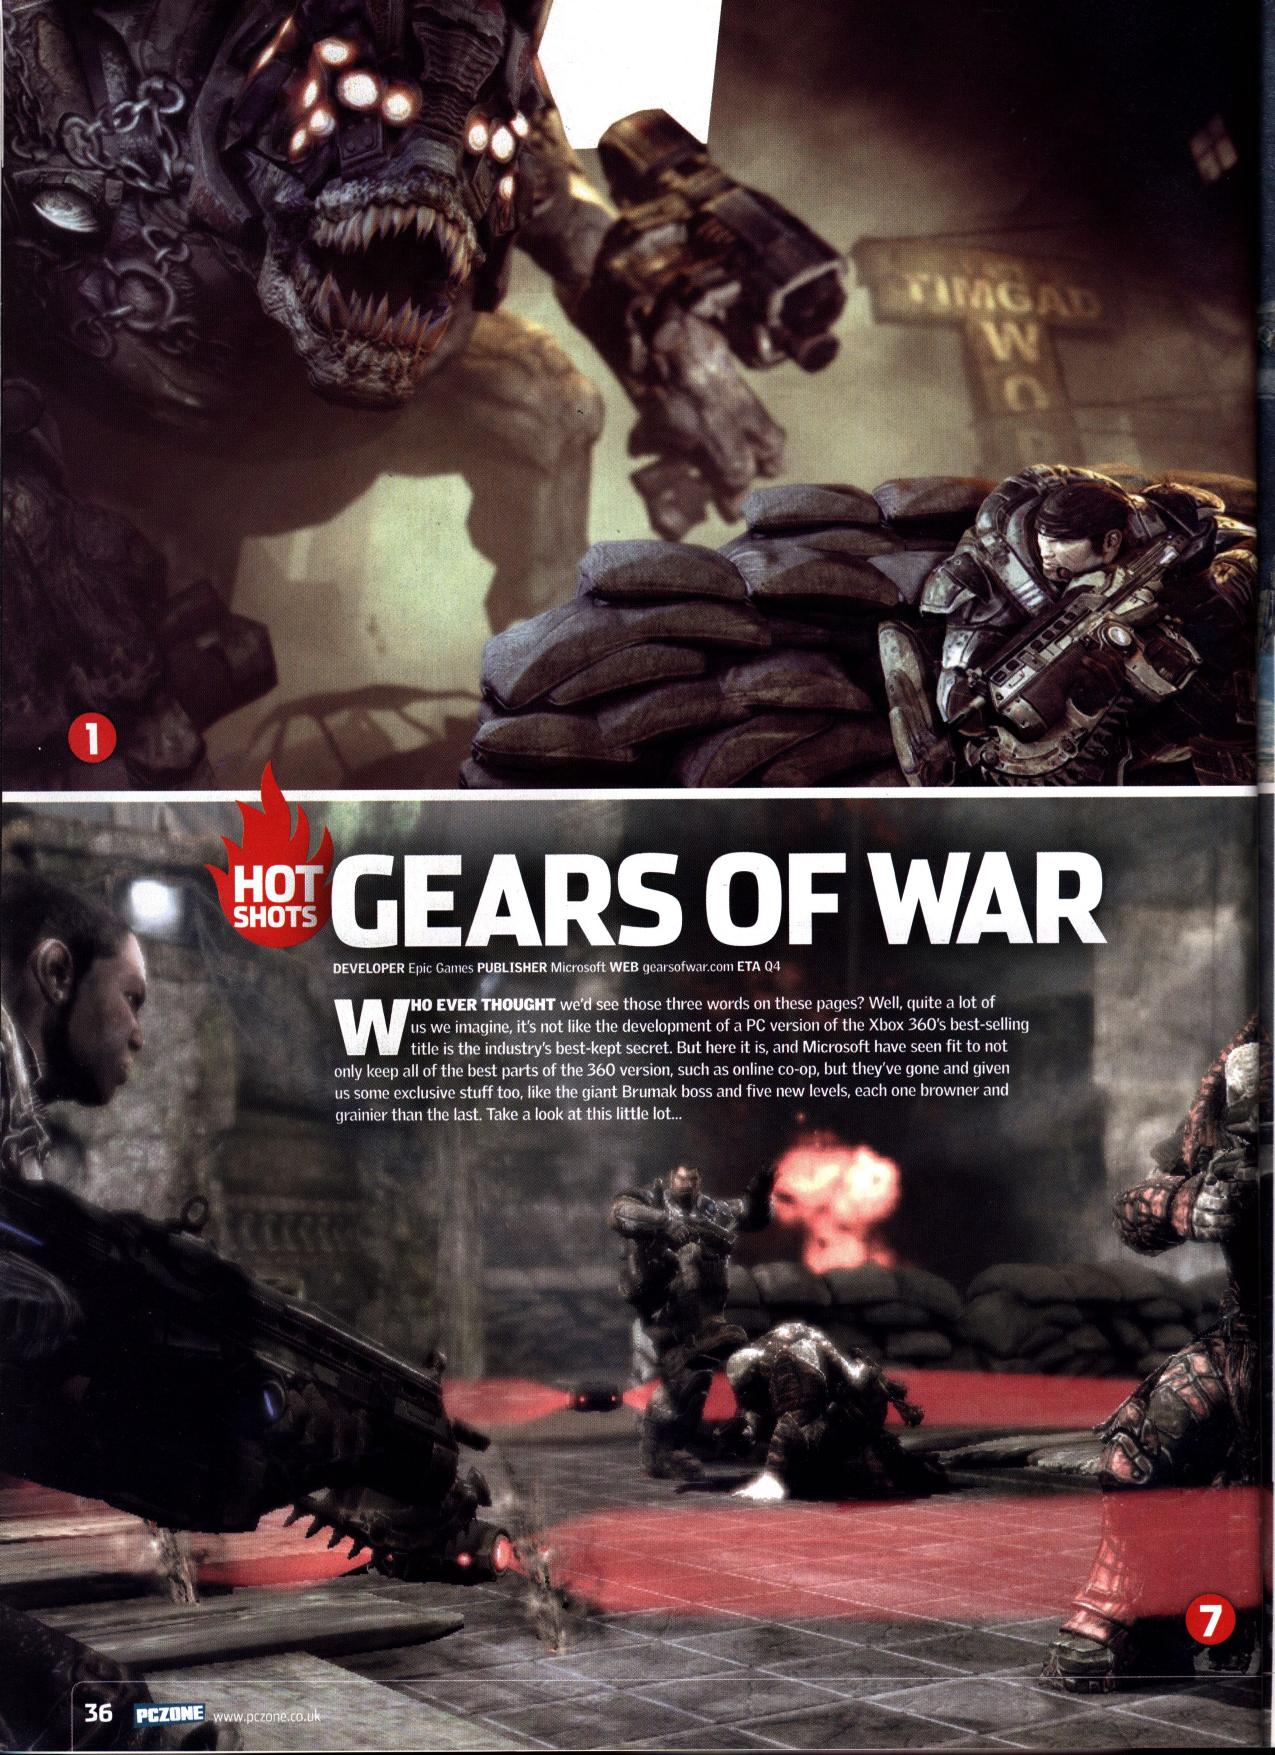 TIMGAD
W
O
1
HOT
SHOTS
GEARS OF WAR
DEVELOPER Epic Games PUBLISHER Microsoft WEB gearsofwar.com ETA Q4
WHO EVER THOUGHT we'd see those three words on these pages? Well, quite a lot of
us we imagine, it's not like the development of a PC version of the Xbox 360's best-selling
title is the industry's best-kept secret. But here it is, and Microsoft have seen fit to not
only keep all of the best parts of the 360 version, such as online co-op, but they've gone and given
us some exclusive stuff too, like the giant Brumak boss and five new levels, each one browner and
grainier than the last. Take a look at this little lot...
7
36 PCZONE www.pczone.co.uk